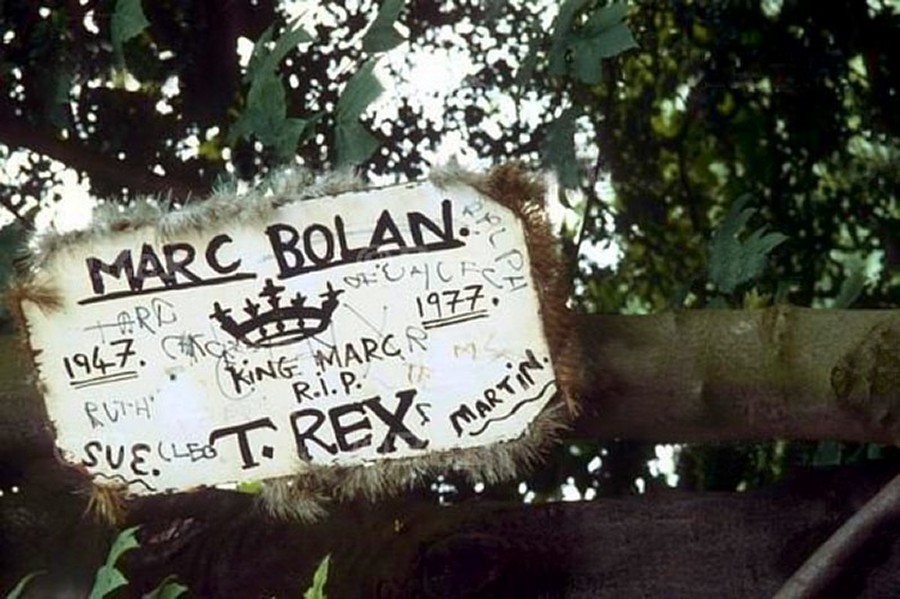 MARC BOLAN.
1977.
1947.
KING MARC
R.I.P.
RUTH
T. REX
MARTIN.
SUE.